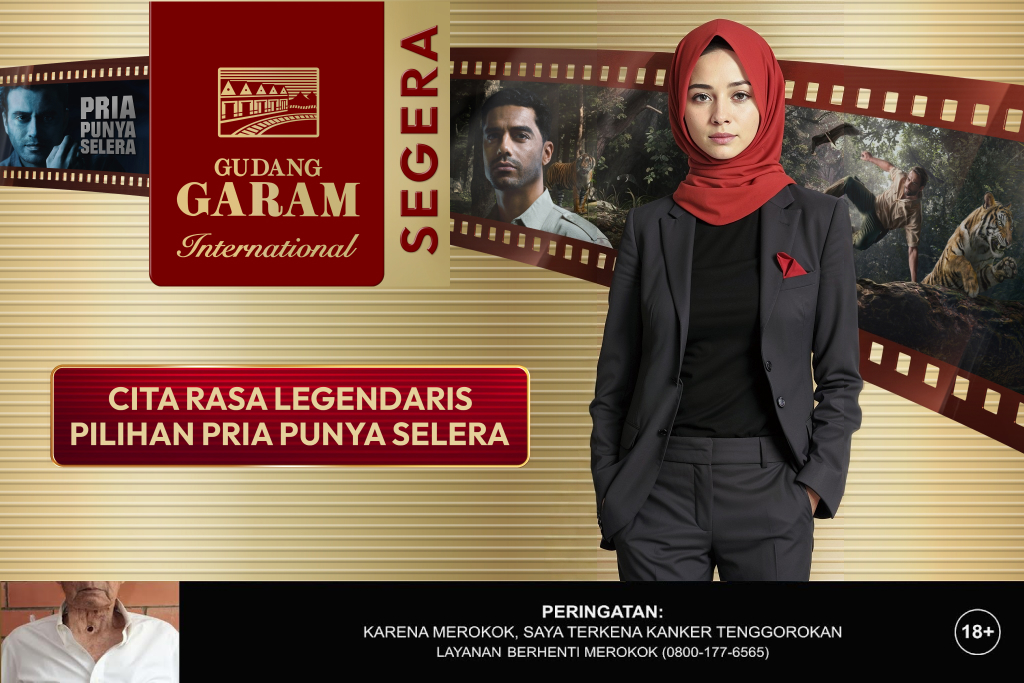 PRIA
PUNYA
SELERA
GUDANG
GARAM
International
SEGERA
CITA RASA LEGENDARIS
PILIHAN PRIA PUNYA SELERA
PERINGATAN:
KARENA MEROKOK, SAYA TERKENA KANKER TENGGOROKAN
LAYANAN BERHENTI MEROKOK (0800-177-6565)
18+